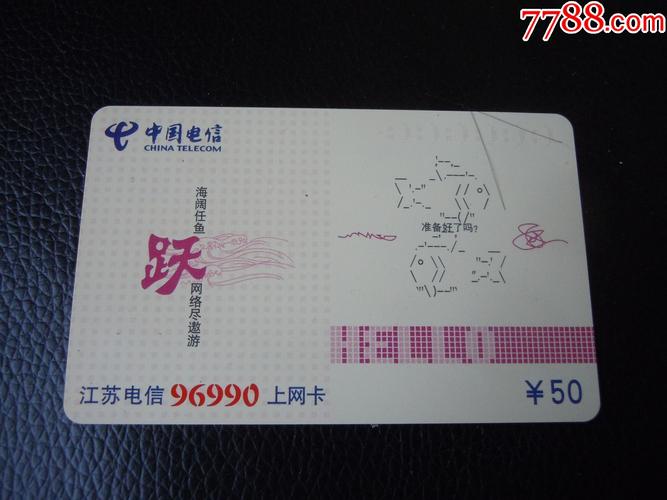 7788.com
中国电信
CHINA TELECOM
海阔任鱼
跃
网络尽遨游
准备好了吗?
江苏电信 96990 上网卡
¥50